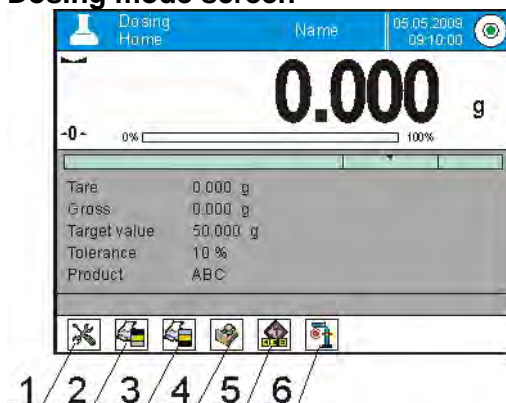 Dosing mode screen
Dosing Name 05.05.2009
Home 09:10:00
0.000 g
-0- 0% 100%
Tare 0.000 g
Gross 0.000 g
Target value 50.000 g
Tolerance 10 %
Product ABC
1 2 3 4 5 6